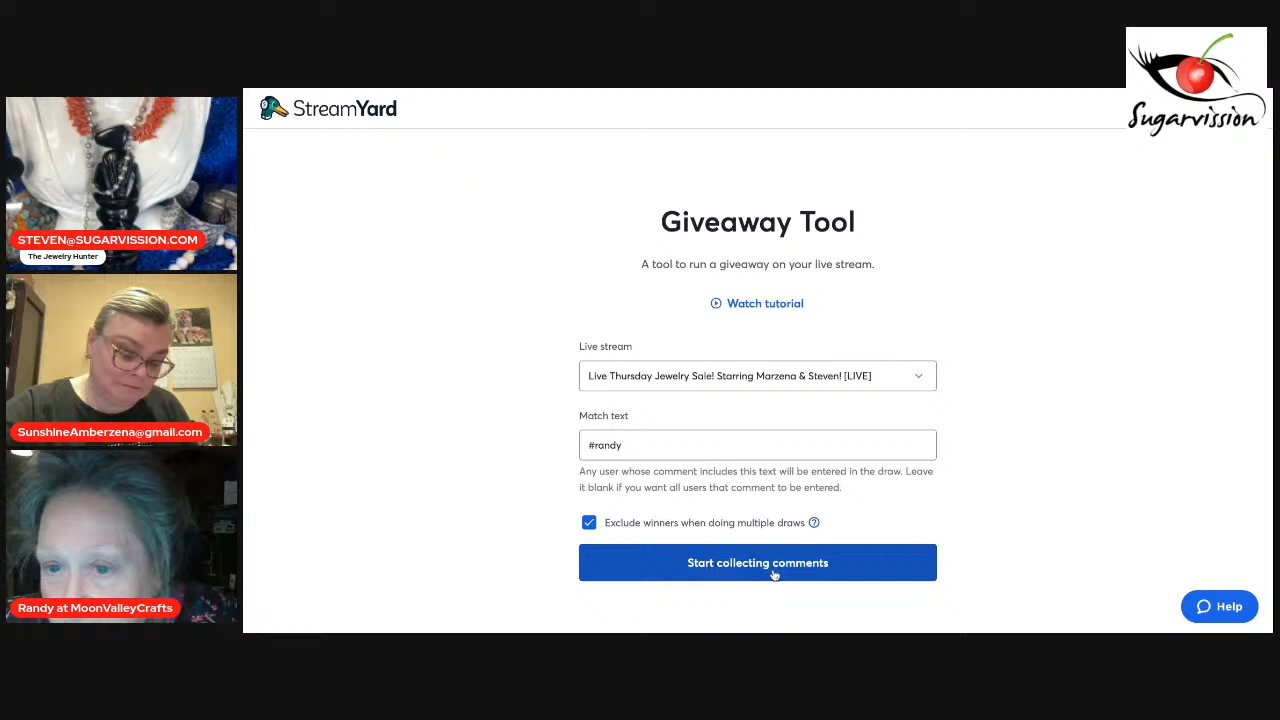 Sugarvission
StreamYard
STEVEN@SUGARVISSION.COM
The Jewelry Hunter
SunshineAmberzena@gmail.com
Randy at MoonValleyCrafts
Giveaway Tool
A tool to run a giveaway on your live stream.
Watch tutorial
Live stream
Live Thursday Jewelry Sale! Starring Marzena & Steven! [LIVE]
Match text
#randy
Any user whose comment includes this text will be entered in the draw. Leave
it blank if you want all users that comment to be entered.
Exclude winners when doing multiple draws
Start collecting comments
Help